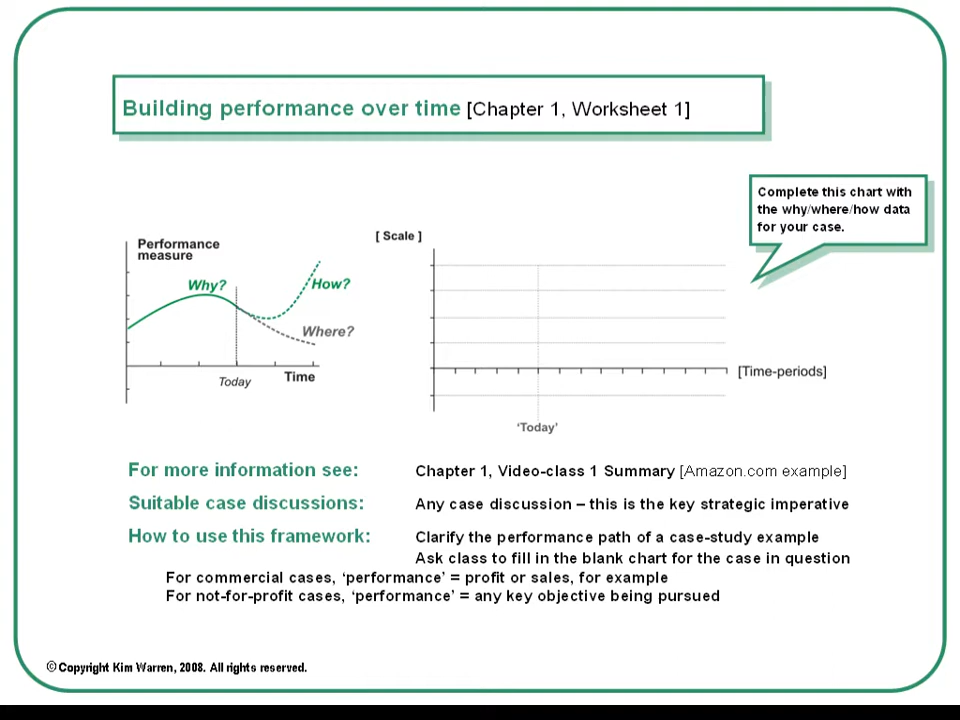 Building performance over time [Chapter 1, Worksheet 1]
Complete this chart with
the why/where/how data
for your case.
[ Scale ]
Performance
measure
Why?
How?
Where?
Today
Time
[Time-periods]
‘Today’
For more information see: Chapter 1, Video-class 1 Summary [Amazon.com example]
Suitable case discussions: Any case discussion – this is the key strategic imperative
How to use this framework: Clarify the performance path of a case-study example
Ask class to fill in the blank chart for the case in question
For commercial cases, ‘performance’ = profit or sales, for example
For not-for-profit cases, ‘performance’ = any key objective being pursued
© Copyright Kim Warren, 2008. All rights reserved.